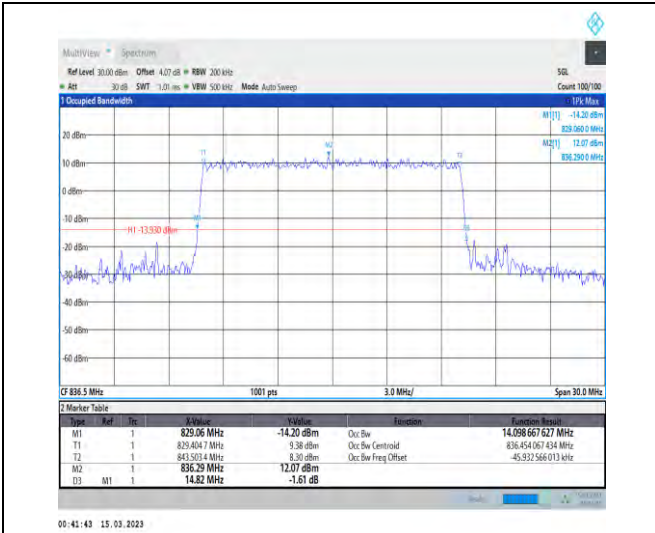 MultiView Spectrum
Ref Level 30.00 dBm Offset 4.07 dB RBW 200 kHz SGL
Att 30 dB SWT 1.01 ms VBW 500 kHz Mode Auto Sweep Count 100/100
1 Occupied Bandwidth 1Pk Max
M1[1] -14.20 dBm
829.060 0 MHz
M2[1] 12.07 dBm
836.290 0 MHz
20 dBm
10 dBm
0 dBm
-10 dBm
H1 -13.930 dBm
-20 dBm
-40 dBm
-50 dBm
-60 dBm
T1
M2
T2
CF 836.5 MHz 1001 pts 3.0 MHz/ Span 30.0 MHz
2 Marker Table
Type Ref Trc X-Value Y-Value Function Function Result
M1 1 829.06 MHz -14.20 dBm Occ Bw 14.098 667 627 MHz
T1 1 829.404 7 MHz 9.38 dBm Occ Bw Centroid 836.454 067 434 MHz
T2 1 843.503 4 MHz 8.30 dBm Occ Bw Freq Offset -45.932 566 013 kHz
M2 1 836.29 MHz 12.07 dBm
D3 M1 1 14.82 MHz -1.61 dB
00:41:43 15.03.2023